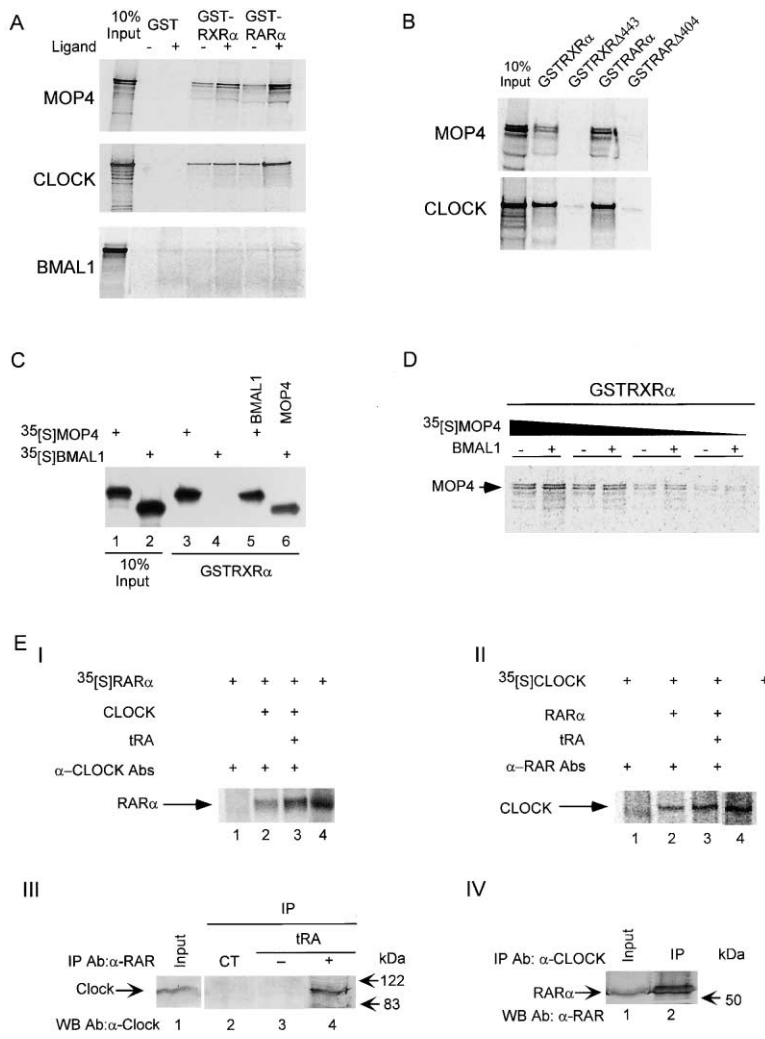 A
10% Input
GST
GST-RXRα
GST-RARα
Ligand - + - + - +
MOP4
CLOCK
BMAL1
B
10% Input
GSTRXRα
GSTRXRΔ443
GSTRARα
GSTRARΔ404
MOP4
CLOCK
C
BMAL1
MOP4
35[S]MOP4 + + +
35[S]BMAL1 + + +
1 2 3 4 5 6
10% Input
GSTRXRα
D
GSTRXRα
35[S]MOP4
BMAL1 - + - + - + - +
MOP4
E
I
35[S]RARα + + + +
CLOCK + +
tRA +
α-CLOCK Abs + + +
RARα
1 2 3 4
II
35[S]CLOCK + + + +
RARα + +
tRA +
α-RAR Abs + + +
CLOCK
1 2 3 4
III
IP
tRA
IP Ab:α-RAR Input CT − + kDa
Clock
122
83
WB Ab:α-Clock 1 2 3 4
IV
IP Ab: α-CLOCK Input IP kDa
RARα
50
WB Ab: α-RAR 1 2